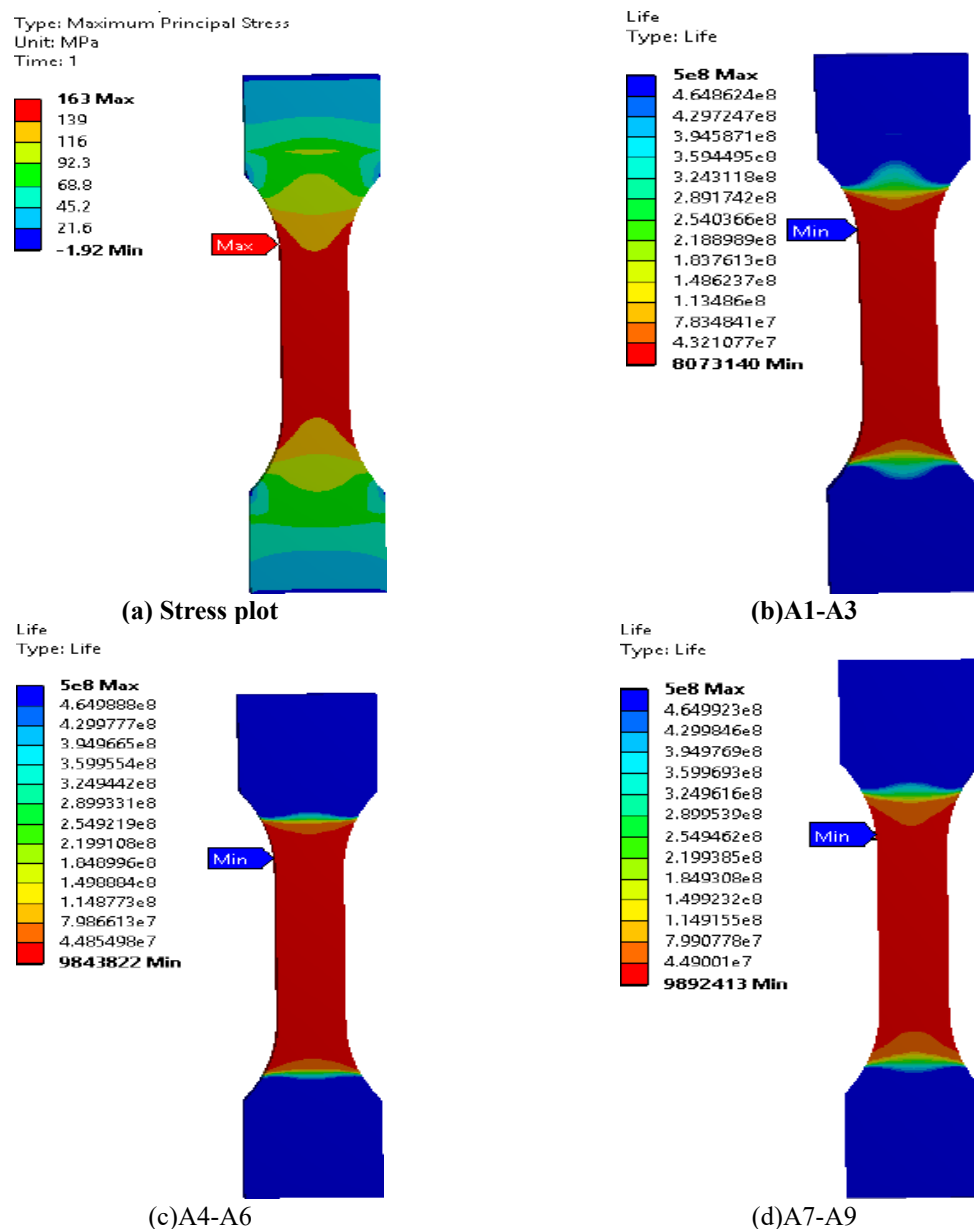 Type: Maximum Principal Stress
Unit: MPa
Time: 1
163 Max
139
116
92.3
68.8
45.2
21.6
-1.92 Min
Max
(a) Stress plot
Life
Type: Life
5e8 Max
4.648624e8
4.297247e8
3.945871e8
3.594495e8
3.243118e8
2.891742e8
2.540366e8
2.188989e8
1.837613e8
1.486237e8
1.13486e8
7.834841e7
4.321077e7
8073140 Min
Min
(b)A1-A3
Life
Type: Life
5e8 Max
4.649888e8
4.299777e8
3.949665e8
3.599554e8
3.249442e8
2.899331e8
2.549219e8
2.199108e8
1.848996e8
1.498884e8
1.148773e8
7.986613e7
4.485498e7
9843822 Min
Min
(c)A4-A6
Life
Type: Life
5e8 Max
4.649923e8
4.299846e8
3.949769e8
3.599693e8
3.249616e8
2.899539e8
2.549462e8
2.199385e8
1.849308e8
1.499232e8
1.149155e8
7.990778e7
4.49001e7
9892413 Min
Min
(d)A7-A9